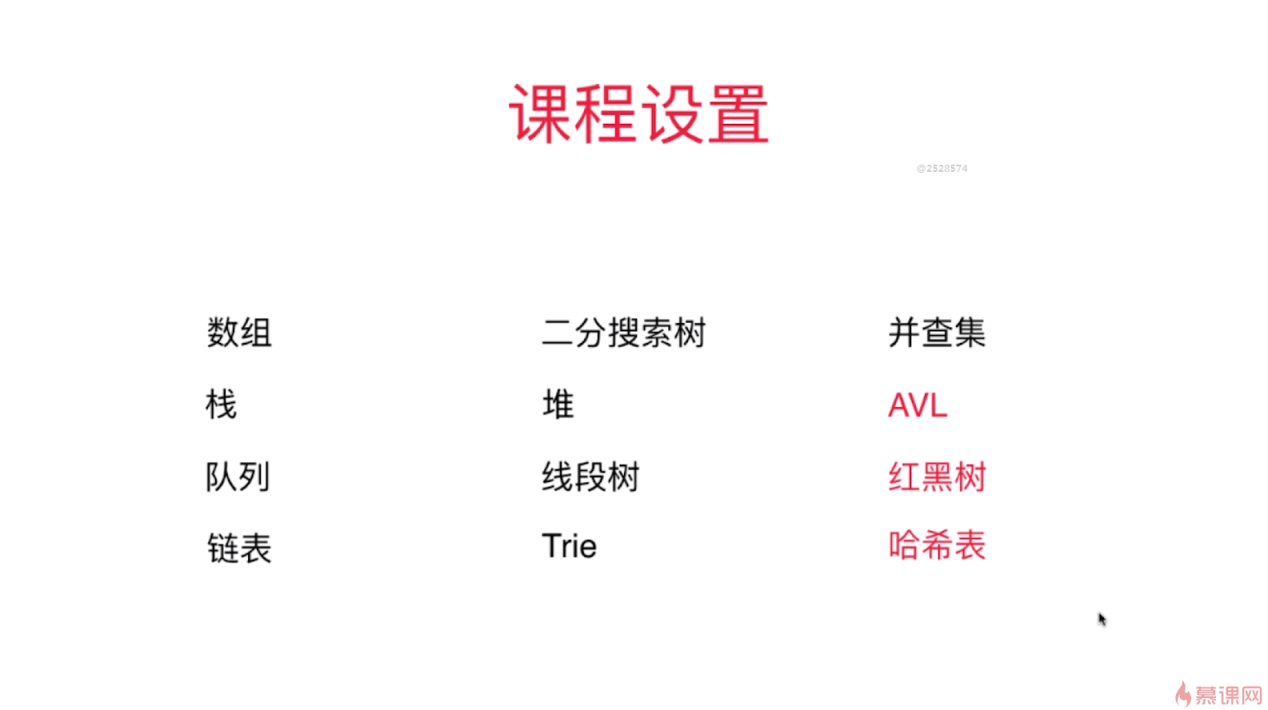 课程设置
@2528574
数组 二分搜索树 并查集
栈 堆 AVL
队列 线段树 红黑树
链表 Trie 哈希表
慕课网